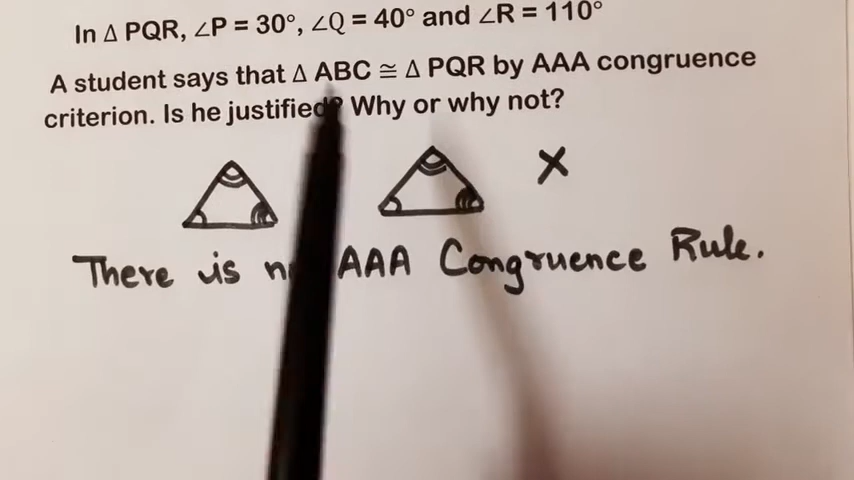 In Δ PQR, ∠P = 30°, ∠Q = 40° and ∠R = 110°
A student says that Δ ABC ≅ Δ PQR by AAA congruence
criterion. Is he justified? Why or why not?
×
There is AAA Congruence Rule.